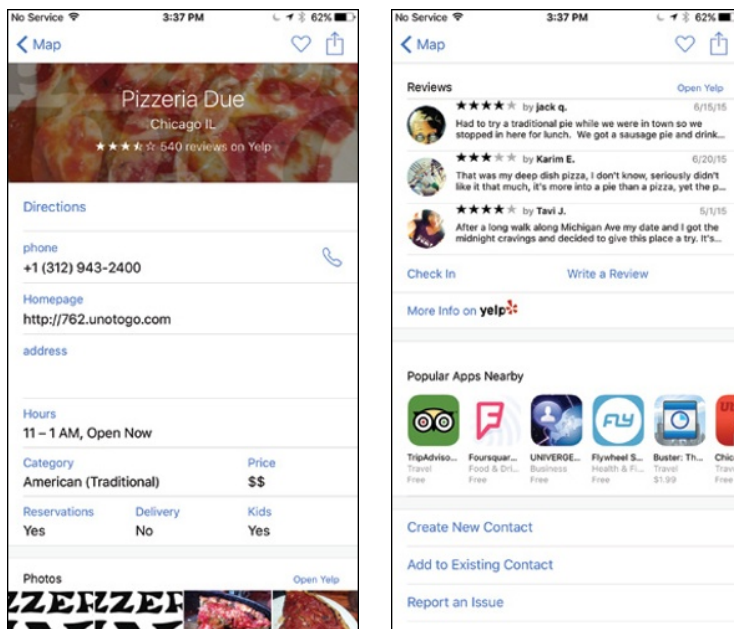 No Service 3:37 PM 62%
Map
Pizzeria Due
Chicago IL
540 reviews on Yelp
Directions
phone
+1 (312) 943-2400
Homepage
http://762.unotogo.com
address
Hours
11 – 1 AM, Open Now
Category Price
American (Traditional) $$
Reservations Delivery Kids
Yes No Yes
Photos Open Yelp
No Service 3:37 PM 62%
Map
Reviews Open Yelp
by jack q. 6/15/15
Had to try a traditional pie while we were in town so we
stopped in here for lunch. We got a sausage pie and drink...
by Karim E. 6/20/15
That was my deep dish pizza, I don't know, seriously didn't
like it that much, it's more into a pie than a pizza, yet the p...
by Tavi J. 5/1/15
After a long walk along Michigan Ave my date and I got the
midnight cravings and decided to give this place a try. It's...
Check In Write a Review
More Info on yelp
Popular Apps Nearby
FLY
TripAdviso... Foursquar... UNIVERGE... Flywheel S... Buster: Th... Chic
Travel Food & Dri... Business Health & Fi... Travel Trav
Free Free Free Free $1.99 Free
Create New Contact
Add to Existing Contact
Report an Issue